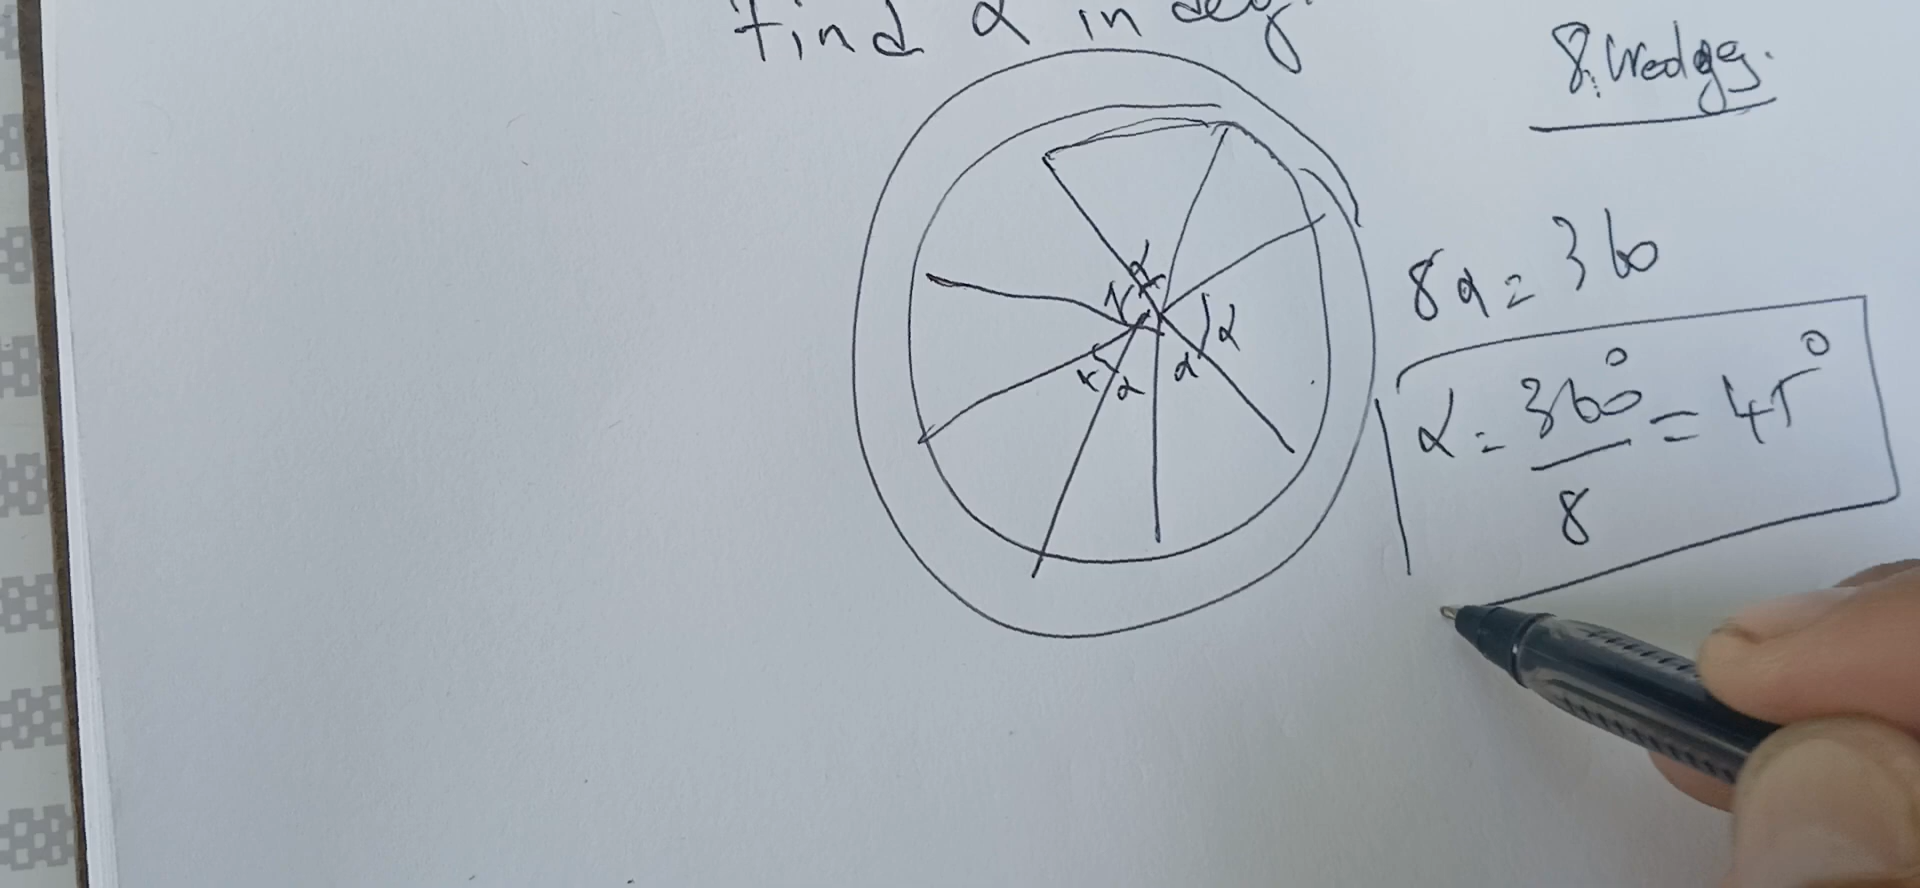 find α in deg.
8 Wedges.
α
α
α
α
α
8α = 360
α = 360° / 8 = 45°